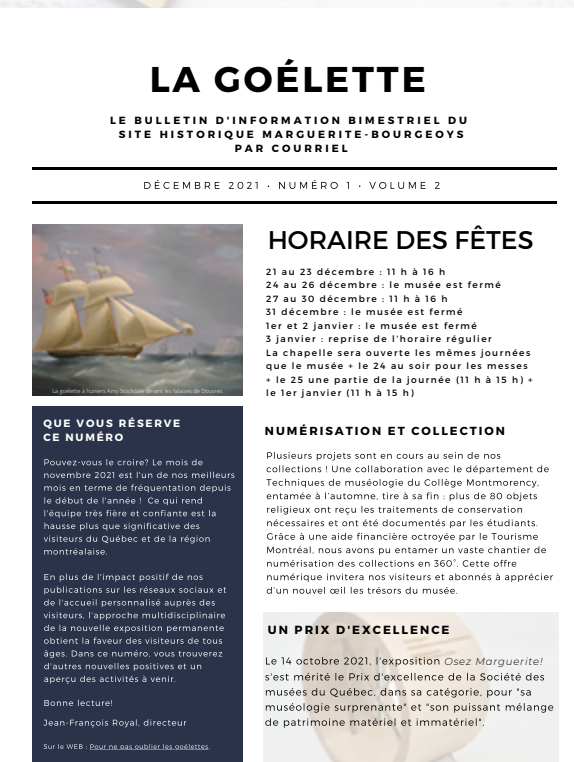 LA GOÉLETTE
LE BULLETIN D'INFORMATION BIMESTRIEL DU
SITE HISTORIQUE MARGUERITE-BOURGEOYS
PAR COURRIEL
DÉCEMBRE 2021 • NUMÉRO 1 • VOLUME 2
La goélette à huniers Amy Stockdale devant les falaises de Douvres
HORAIRE DES FÊTES
21 au 23 décembre : 11 h à 16 h
24 au 26 décembre : le musée est fermé
27 au 30 décembre : 11 h à 16 h
31 décembre : le musée est fermé
1er et 2 janvier : le musée est fermé
3 janvier : reprise de l'horaire régulier
La chapelle sera ouverte les mêmes journées
que le musée + le 24 au soir pour les messes
+ le 25 une partie de la journée (11 h à 15 h) +
le 1er janvier (11 h à 15 h)
QUE VOUS RÉSERVE
CE NUMÉRO
Pouvez-vous le croire? Le mois de
novembre 2021 est l'un de nos meilleurs
mois en terme de fréquentation depuis
le début de l'année ! Ce qui rend
l'équipe très fière et confiante est la
hausse plus que significative des
visiteurs du Québec et de la région
montréalaise.
En plus de l'impact positif de nos
publications sur les réseaux sociaux et
de l'accueil personnalisé auprès des
visiteurs, l'approche multidisciplinaire
de la nouvelle exposition permanente
obtient la faveur des visiteurs de tous
âges. Dans ce numéro, vous trouverez
d'autres nouvelles positives et un
aperçu des activités à venir.
Bonne lecture!
Jean-François Royal, directeur
Sur le WEB : Pour ne pas oublier les goélettes.
NUMÉRISATION ET COLLECTION
Plusieurs projets sont en cours au sein de nos
collections ! Une collaboration avec le département de
Techniques de muséologie du Collège Montmorency,
entamée à l'automne, tire à sa fin : plus de 80 objets
religieux ont reçu les traitements de conservation
nécessaires et ont été documentés par les étudiants.
Grâce à une aide financière octroyée par le Tourisme
Montréal, nous avons pu entamer un vaste chantier de
numérisation des collections en 360°. Cette offre
numérique invitera nos visiteurs et abonnés à apprécier
d'un nouvel œil les trésors du musée.
UN PRIX D'EXCELLENCE
Le 14 octobre 2021, l'exposition Osez Marguerite!
s'est mérité le Prix d'excellence de la Société des
musées du Québec, dans sa catégorie, pour "sa
muséologie surprenante" et "son puissant mélange
de patrimoine matériel et immatériel".